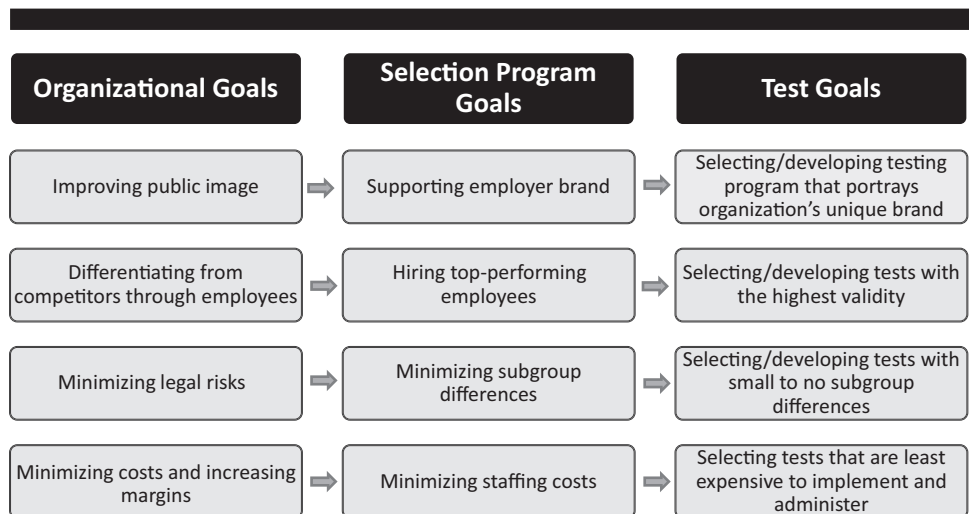 Organizational Goals
Selection Program
Goals
Test Goals
Improving public image
Supporting employer brand
Selecting/developing testing
program that portrays
organization's unique brand
Differentiating from
competitors through employees
Hiring top-performing
employees
Selecting/developing tests with
the highest validity
Minimizing legal risks
Minimizing subgroup
differences
Selecting/developing tests with
small to no subgroup
differences
Minimizing costs and increasing
margins
Minimizing staffing costs
Selecting tests that are least
expensive to implement and
administer